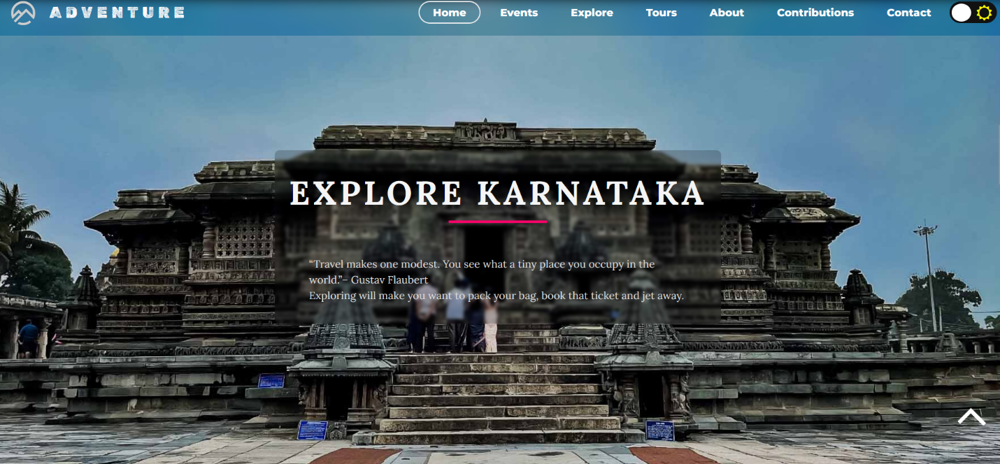 ADVENTURE
Home Events Explore Tours About Contributions Contact
EXPLORE KARNATAKA
“Travel makes one modest. You see what a tiny place you occupy in the
world.”– Gustav Flaubert
Exploring will make you want to pack your bag, book that ticket and jet away.